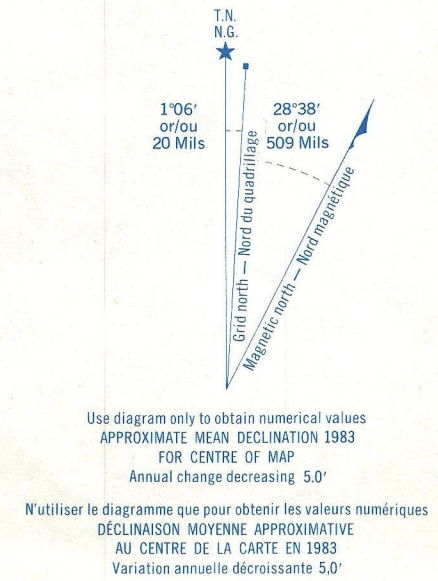 T.N.
N.G.
1°06′
or/ou
20 Mils
28°38′
or/ou
509 Mils
Grid north — Nord du quadrillage
Magnetic north — Nord magnétique
Use diagram only to obtain numerical values
APPROXIMATE MEAN DECLINATION 1983
FOR CENTRE OF MAP
Annual change decreasing 5.0′
N'utiliser le diagramme que pour obtenir les valeurs numériques
DÉCLINAISON MOYENNE APPROXIMATIVE
AU CENTRE DE LA CARTE EN 1983
Variation annuelle décroissante 5,0′